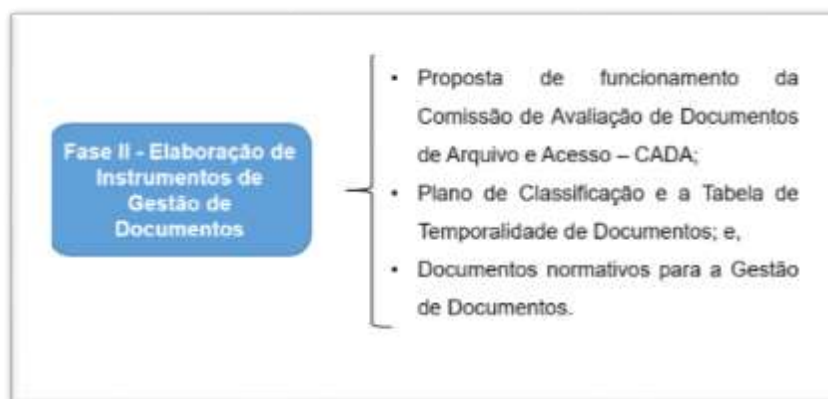 Fase II - Elaboração de
Instrumentos de
Gestão de
Documentos
• Proposta de funcionamento da
Comissão de Avaliação de Documentos
de Arquivo e Acesso – CADA;
• Plano de Classificação e a Tabela de
Temporalidade de Documentos; e,
• Documentos normativos para a Gestão
de Documentos.